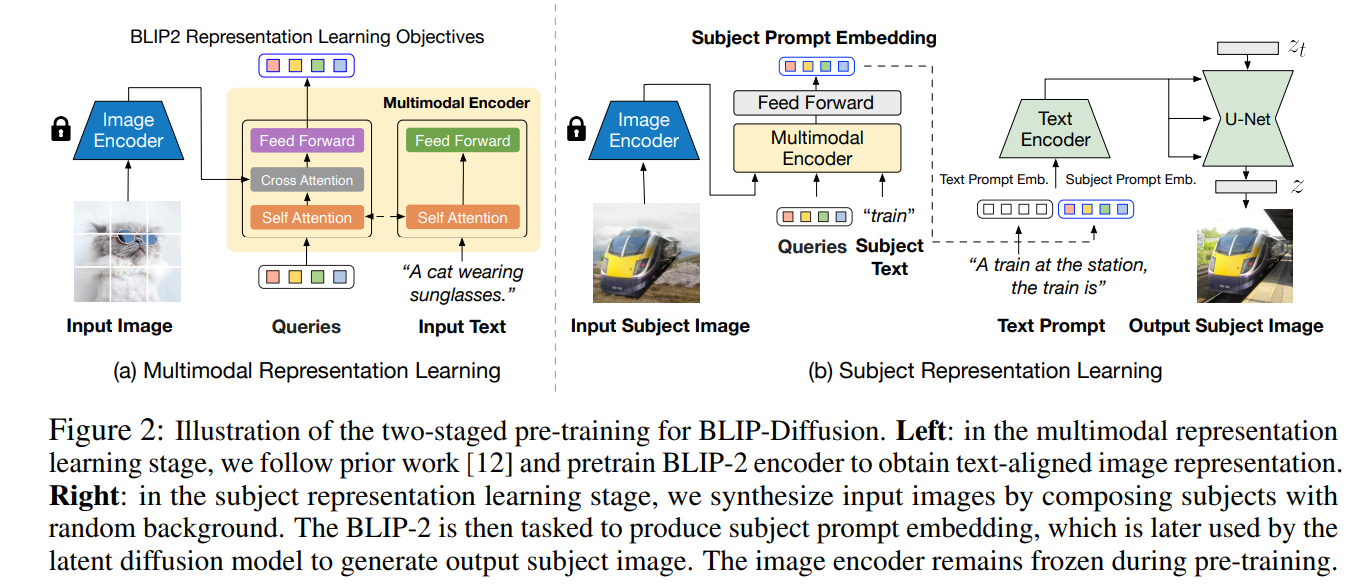 BLIP2 Representation Learning Objectives
Multimodal Encoder
Image
Encoder
Feed Forward
Cross Attention
Self Attention
Feed Forward
Self Attention
“A cat wearing
sunglasses.”
Input Image
Queries
Input Text
(a) Multimodal Representation Learning
Subject Prompt Embedding
Image
Encoder
Feed Forward
Multimodal
Encoder
“train”
Queries
Subject
Text
Input Subject Image
Text
Encoder
Text Prompt Emb.
Subject Prompt Emb.
“A train at the station,
the train is”
Text Prompt
zt
U-Net
z
Output Subject Image
(b) Subject Representation Learning
Figure 2: Illustration of the two-staged pre-training for BLIP-Diffusion. Left: in the multimodal representation
learning stage, we follow prior work [12] and pretrain BLIP-2 encoder to obtain text-aligned image representation.
Right: in the subject representation learning stage, we synthesize input images by composing subjects with
random background. The BLIP-2 is then tasked to produce subject prompt embedding, which is later used by the
latent diffusion model to generate output subject image. The image encoder remains frozen during pre-training.